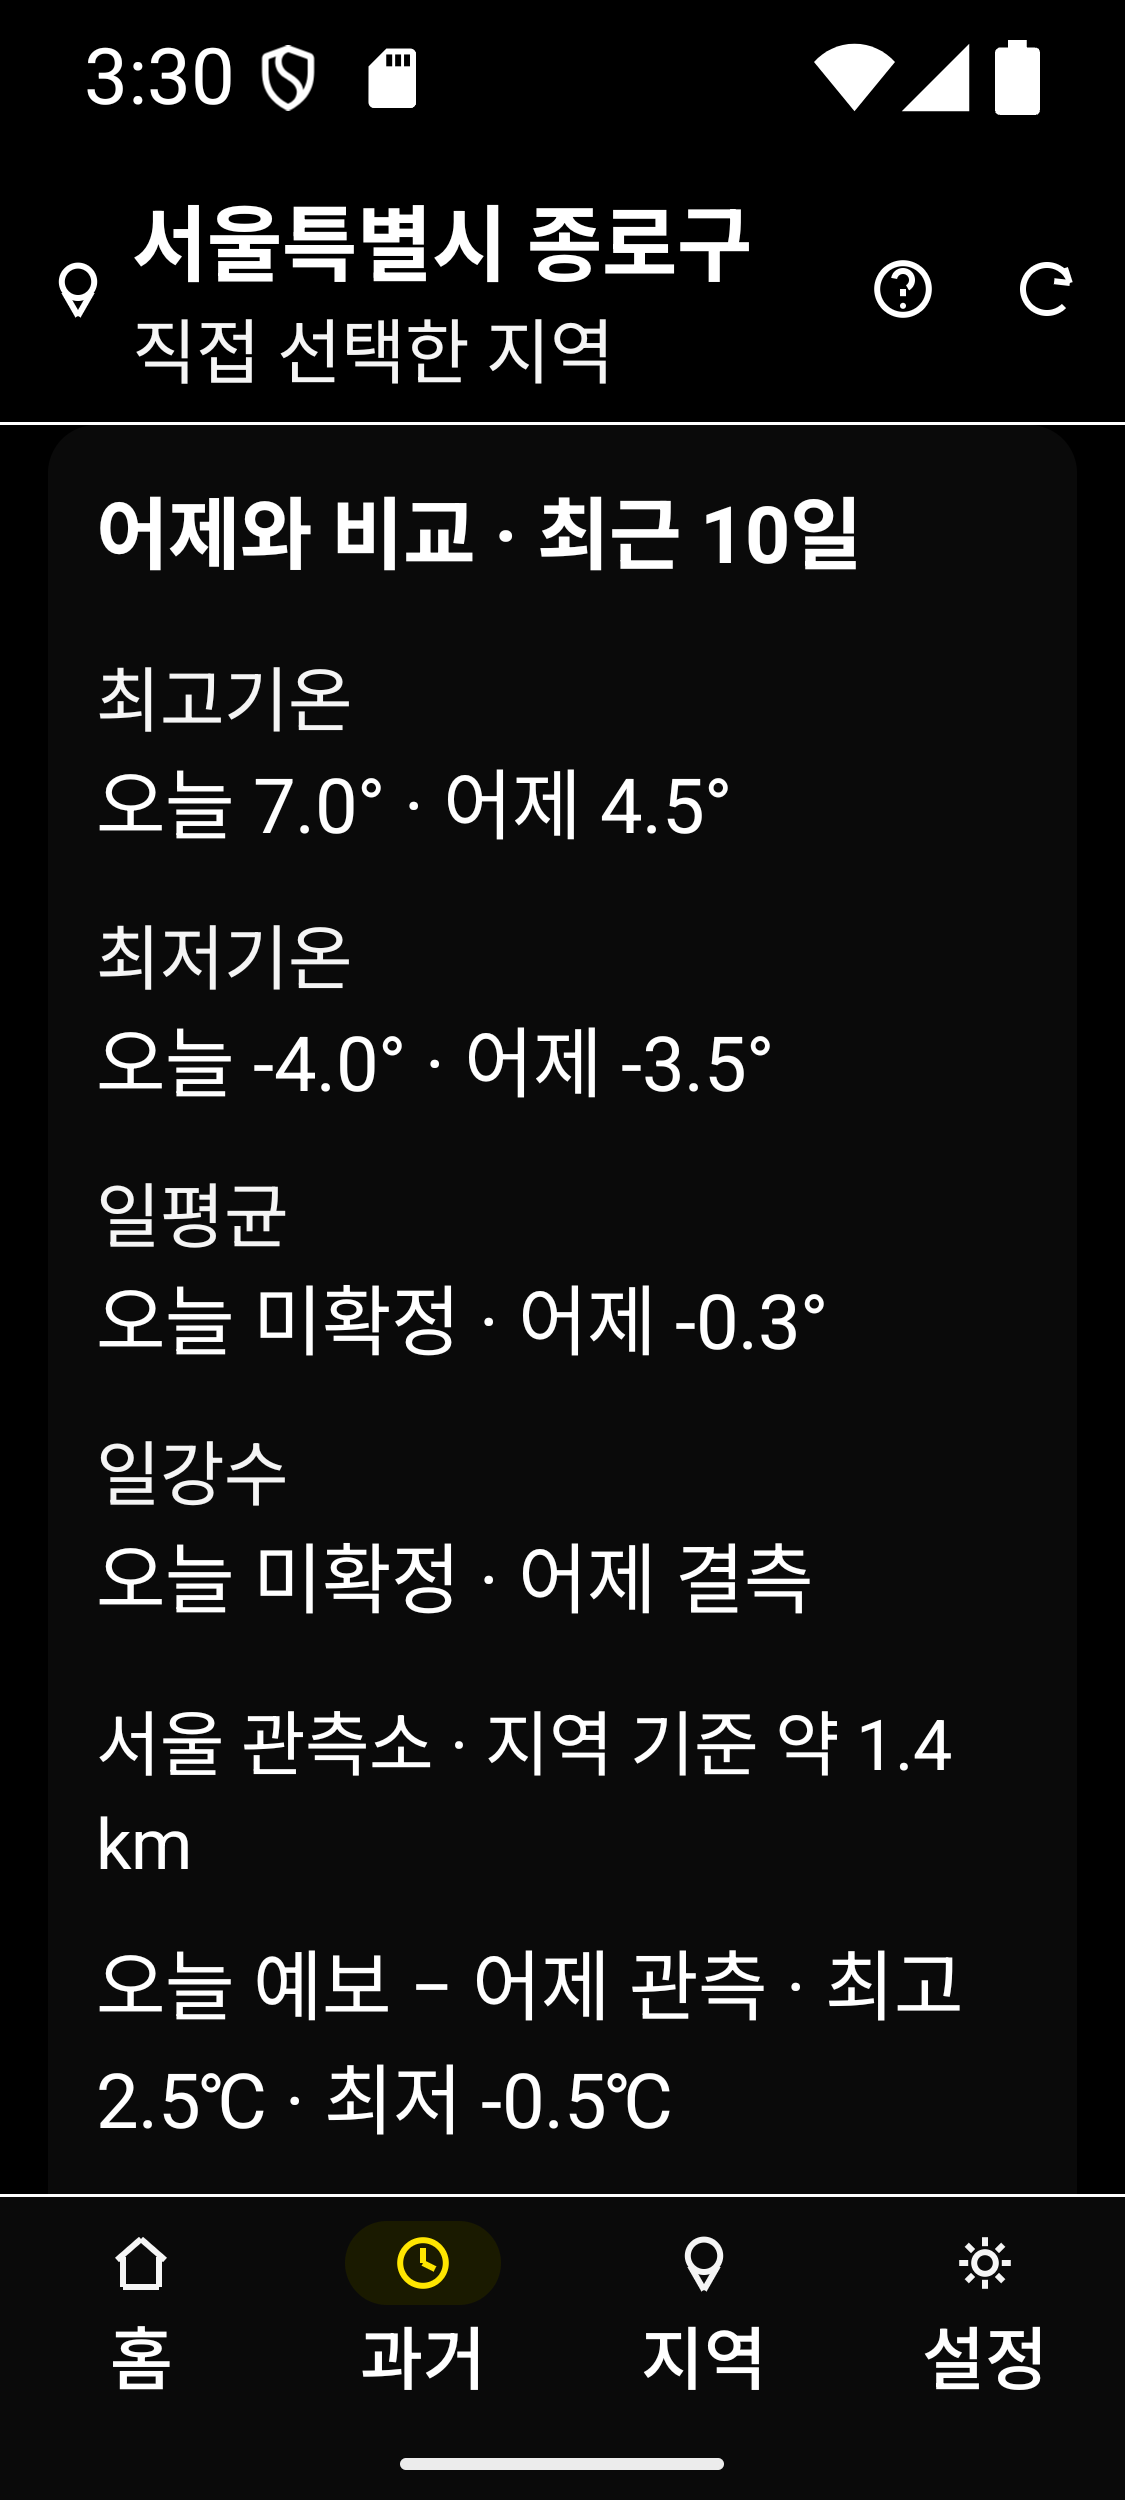 3:30
서울특별시 종로구
직접 선택한 지역
어제와 비교 · 최근 10일
최고기온
오늘 7.0° · 어제 4.5°
최저기온
오늘 -4.0° · 어제 -3.5°
일평균
오늘 미확정 · 어제 -0.3°
일강수
오늘 미확정 · 어제 결측
서울 관측소 · 지역 기준 약 1.4
km
오늘 예보 − 어제 관측 · 최고
2.5℃ · 최저 -0.5℃
홈 과거 지역 설정